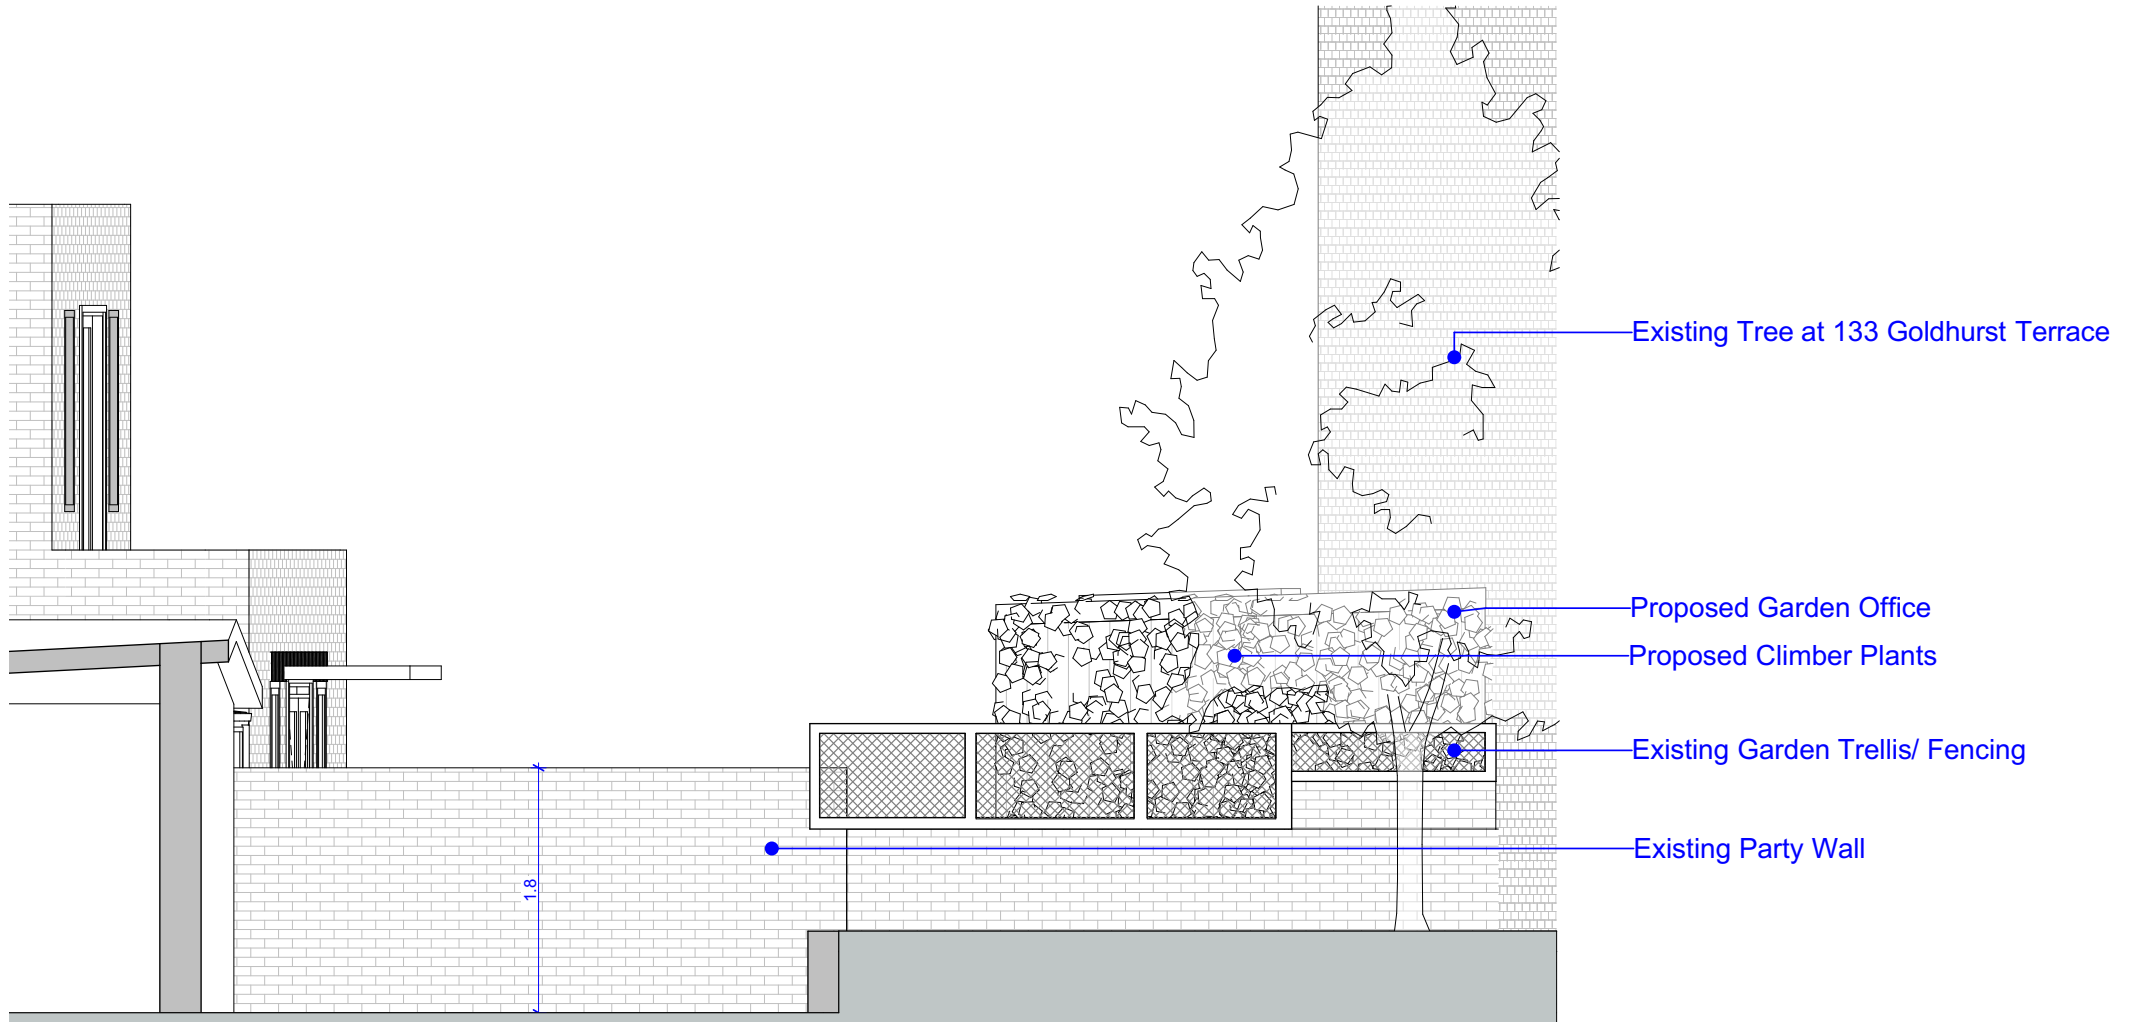 Existing Tree at 133 Goldhurst Terrace
Proposed Garden Office
Proposed Climber Plants
Existing Garden Trellis/ Fencing
Existing Party Wall
1.8